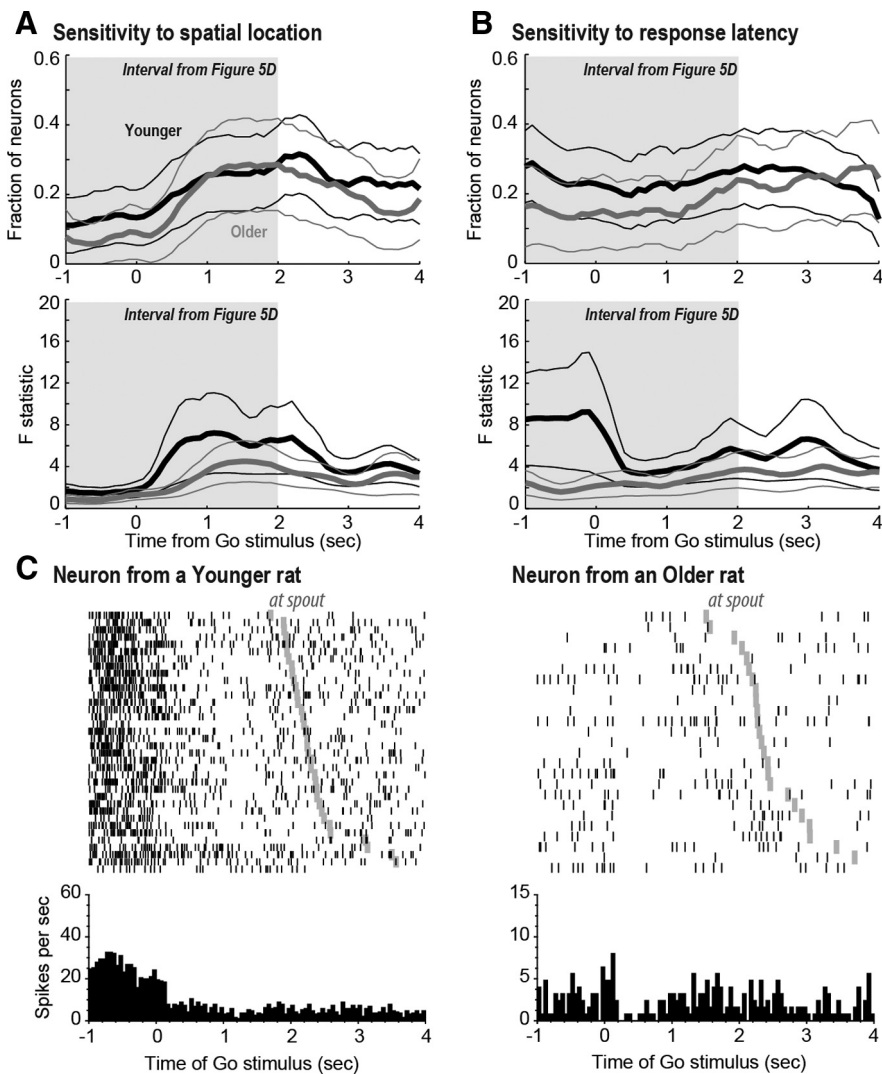 A Sensitivity to spatial location
Interval from Figure 5D
Younger
Older
Fraction of neurons
0.6
0.4
0.2
0
-1 0 1 2 3 4
Interval from Figure 5D
F statistic
20
16
12
8
4
0
-1 0 1 2 3 4
Time from Go stimulus (sec)
B Sensitivity to response latency
Interval from Figure 5D
Fraction of neurons
0.6
0.4
0.2
0
-1 0 1 2 3 4
Interval from Figure 5D
F statistic
20
16
12
8
4
0
-1 0 1 2 3 4
Time from Go stimulus (sec)
C Neuron from a Younger rat
at spout
Spikes per sec
60
40
20
0
-1 0 1 2 3 4
Time of Go stimulus (sec)
Neuron from an Older rat
at spout
15
10
5
0
-1 0 1 2 3 4
Time of Go stimulus (sec)